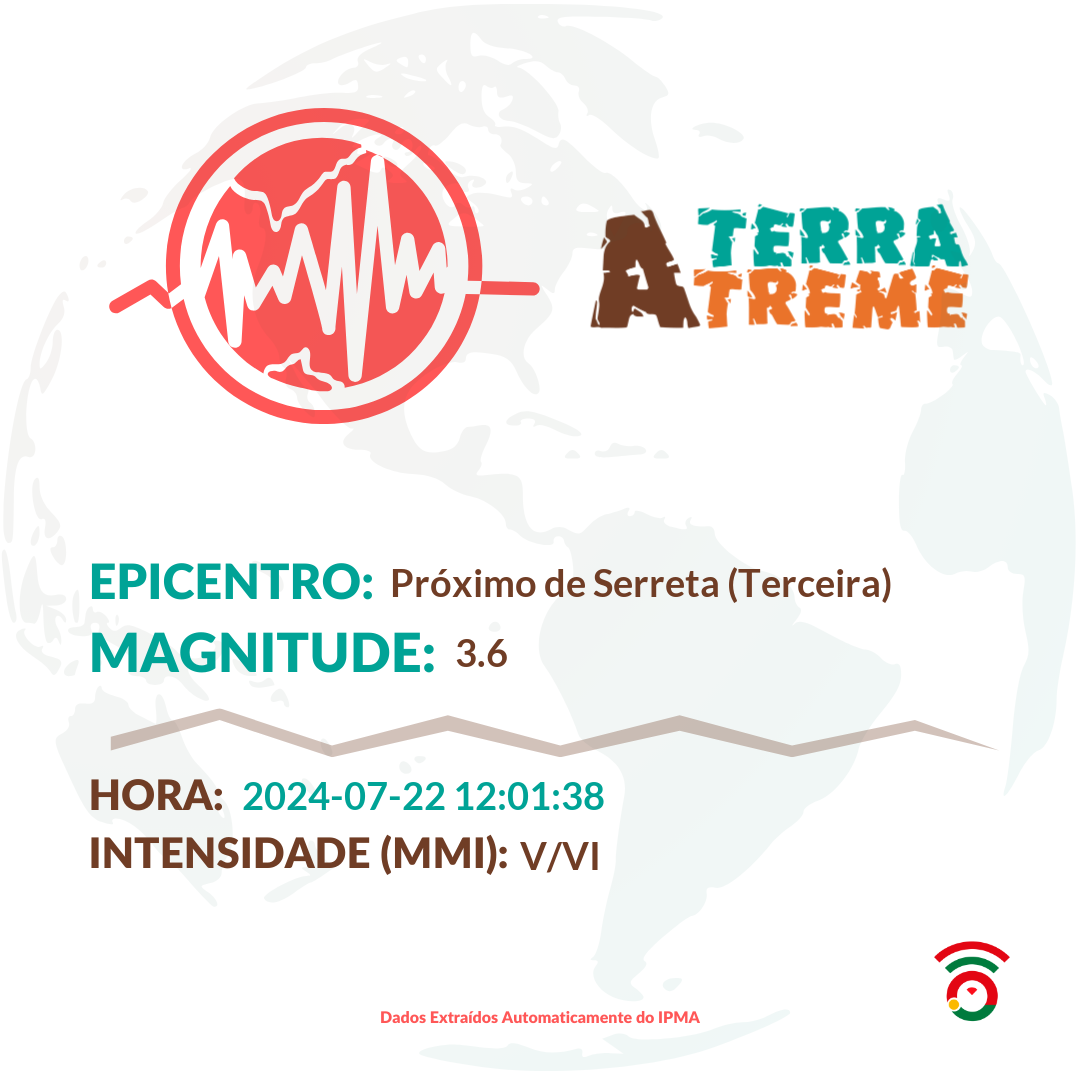 A TERRA
TREME
EPICENTRO: Próximo de Serreta (Terceira)
MAGNITUDE: 3.6
HORA: 2024-07-22 12:01:38
INTENSIDADE (MMI): V/VI
Dados Extraídos Automaticamente do IPMA